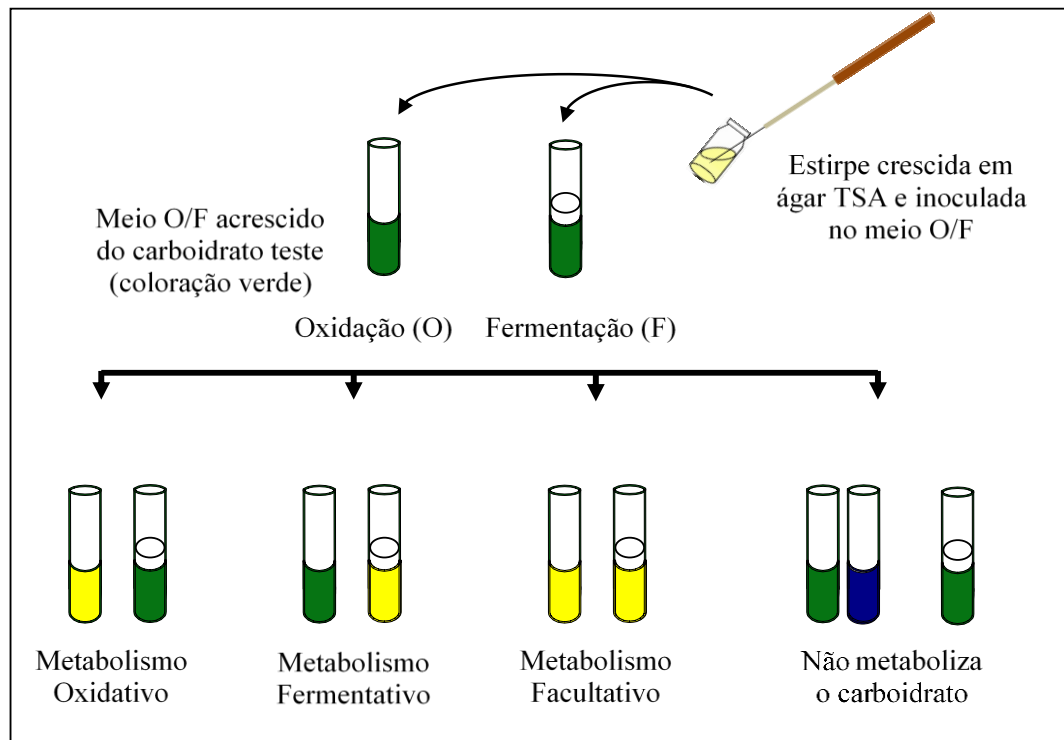 Estirpe crescida em
ágar TSA e inoculada
no meio O/F
Meio O/F acrescido
do carboidrato teste
(coloração verde)
Oxidação (O)
Fermentação (F)
Metabolismo
Oxidativo
Metabolismo
Fermentativo
Metabolismo
Facultativo
Não metaboliza
o carboidrato